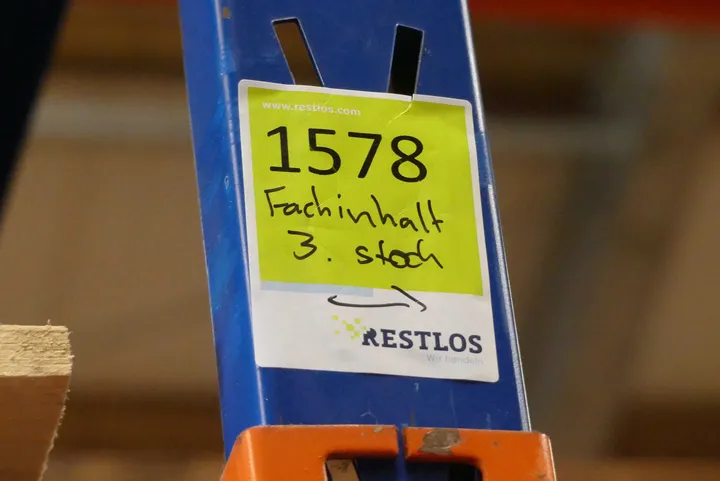 www.restlos.com
1578
Fachinhalt
3. stoch
RESTLOS
Wir handeln